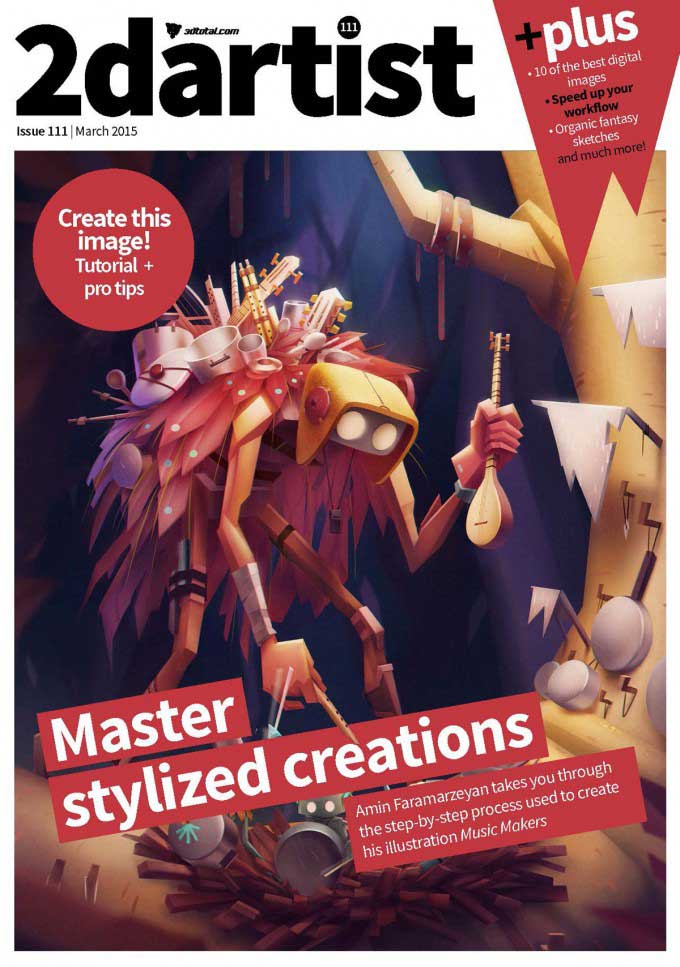 3dtotal.com
111
2dartist
Issue 111 | March 2015
+plus
• 10 of the best digital
images
• Speed up your
workflow
• Organic fantasy
sketches
and much more!
Create this
image!
Tutorial +
pro tips
Master
stylized creations
Amin Faramarzeyan takes you through
the step-by-step process used to create
his illustration Music Makers